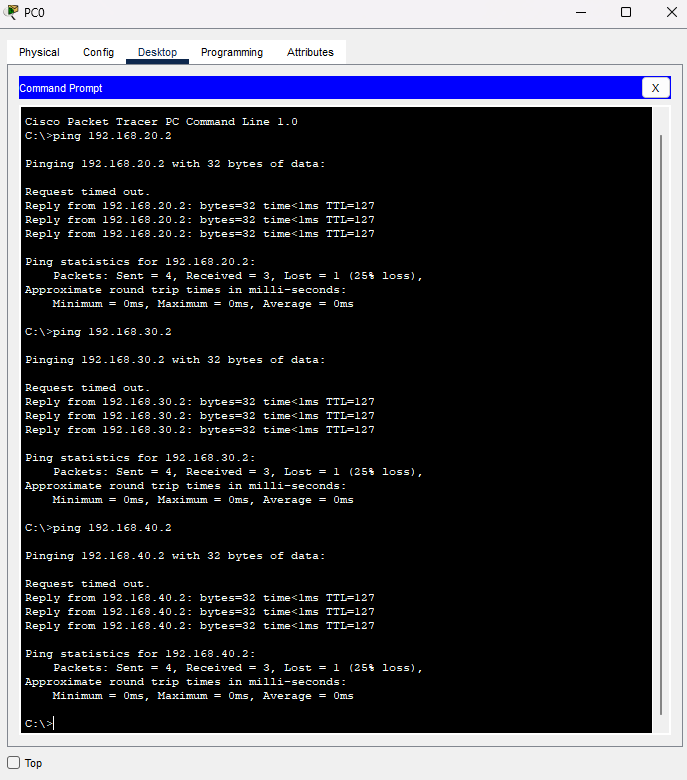 PC0
Physical Config Desktop Programming Attributes
Command Prompt X
Cisco Packet Tracer PC Command Line 1.0
C:\>ping 192.168.20.2
Pinging 192.168.20.2 with 32 bytes of data:
Request timed out.
Reply from 192.168.20.2: bytes=32 time<1ms TTL=127
Reply from 192.168.20.2: bytes=32 time<1ms TTL=127
Reply from 192.168.20.2: bytes=32 time<1ms TTL=127
Ping statistics for 192.168.20.2:
Packets: Sent = 4, Received = 3, Lost = 1 (25% loss),
Approximate round trip times in milli-seconds:
Minimum = 0ms, Maximum = 0ms, Average = 0ms
C:\>ping 192.168.30.2
Pinging 192.168.30.2 with 32 bytes of data:
Request timed out.
Reply from 192.168.30.2: bytes=32 time<1ms TTL=127
Reply from 192.168.30.2: bytes=32 time<1ms TTL=127
Reply from 192.168.30.2: bytes=32 time<1ms TTL=127
Ping statistics for 192.168.30.2:
Packets: Sent = 4, Received = 3, Lost = 1 (25% loss),
Approximate round trip times in milli-seconds:
Minimum = 0ms, Maximum = 0ms, Average = 0ms
C:\>ping 192.168.40.2
Pinging 192.168.40.2 with 32 bytes of data:
Request timed out.
Reply from 192.168.40.2: bytes=32 time<1ms TTL=127
Reply from 192.168.40.2: bytes=32 time<1ms TTL=127
Reply from 192.168.40.2: bytes=32 time<1ms TTL=127
Ping statistics for 192.168.40.2:
Packets: Sent = 4, Received = 3, Lost = 1 (25% loss),
Approximate round trip times in milli-seconds:
Minimum = 0ms, Maximum = 0ms, Average = 0ms
C:\>
Top